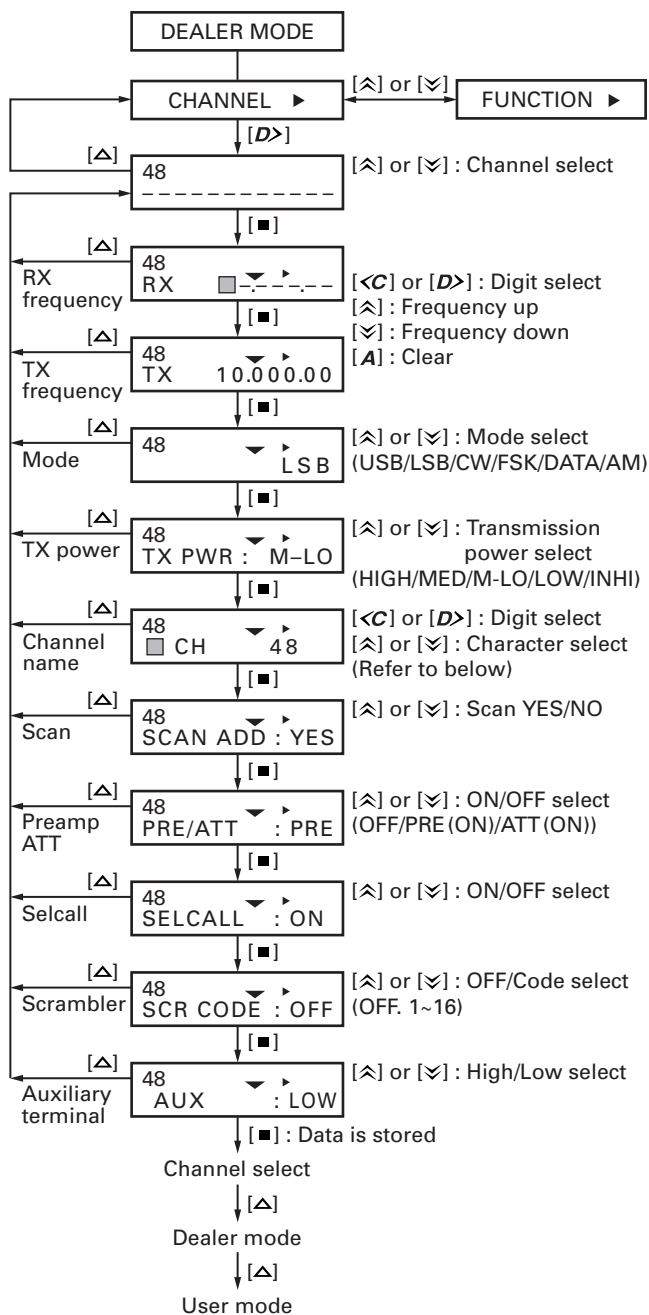 DEALER MODE
CHANNEL ▶
[︽] or [︾]
FUNCTION ▶
[D>]
[△]
48
– – – – – – – – – – – –
[︽] or [︾] : Channel select
[■]
[△]
RX
frequency
48
RX –.– – –.– –
[<C] or [D>] : Digit select
[︽] : Frequency up
[︾] : Frequency down
[A] : Clear
[■]
[△]
TX
frequency
48
TX 10.000.00
[■]
[△]
Mode
48
LSB
[︽] or [︾] : Mode select
(USB/LSB/CW/FSK/DATA/AM)
[■]
[△]
TX power
48
TX PWR : M–LO
[︽] or [︾] : Transmission
power select
(HIGH/MED/M-LO/LOW/INHI)
[■]
[△]
Channel
name
48
CH 48
[<C] or [D>] : Digit select
[︽] or [︾] : Character select
(Refer to below)
[■]
[△]
Scan
48
SCAN ADD : YES
[︽] or [︾] : Scan YES/NO
[■]
[△]
Preamp
ATT
48
PRE/ATT : PRE
[︽] or [︾] : ON/OFF select
(OFF/PRE(ON)/ATT(ON))
[■]
[△]
Selcall
48
SELCALL : ON
[︽] or [︾] : ON/OFF select
[■]
[△]
Scrambler
48
SCR CODE : OFF
[︽] or [︾] : OFF/Code select
(OFF. 1~16)
[■]
[△]
Auxiliary
terminal
48
AUX : LOW
[︽] or [︾] : High/Low select
[■] : Data is stored
Channel select
[△]
Dealer mode
[△]
User mode